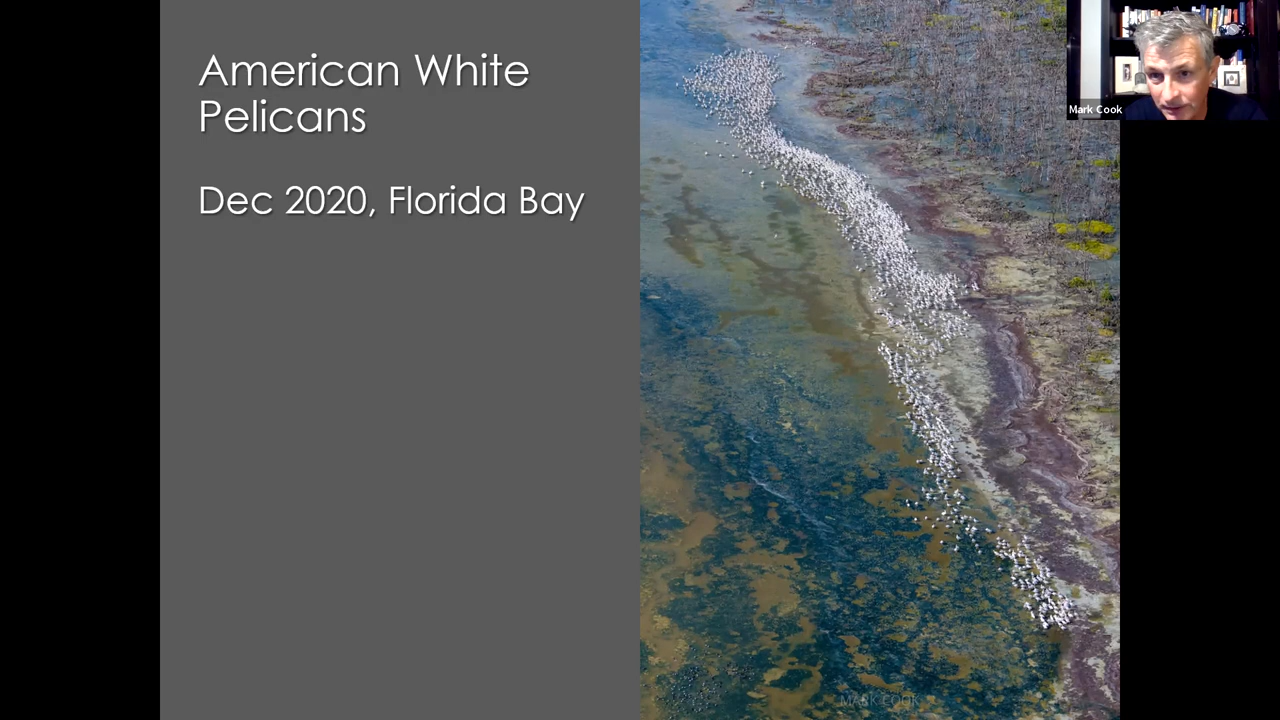 American White
Pelicans
Dec 2020, Florida Bay
Mark Cook
MARK COOK